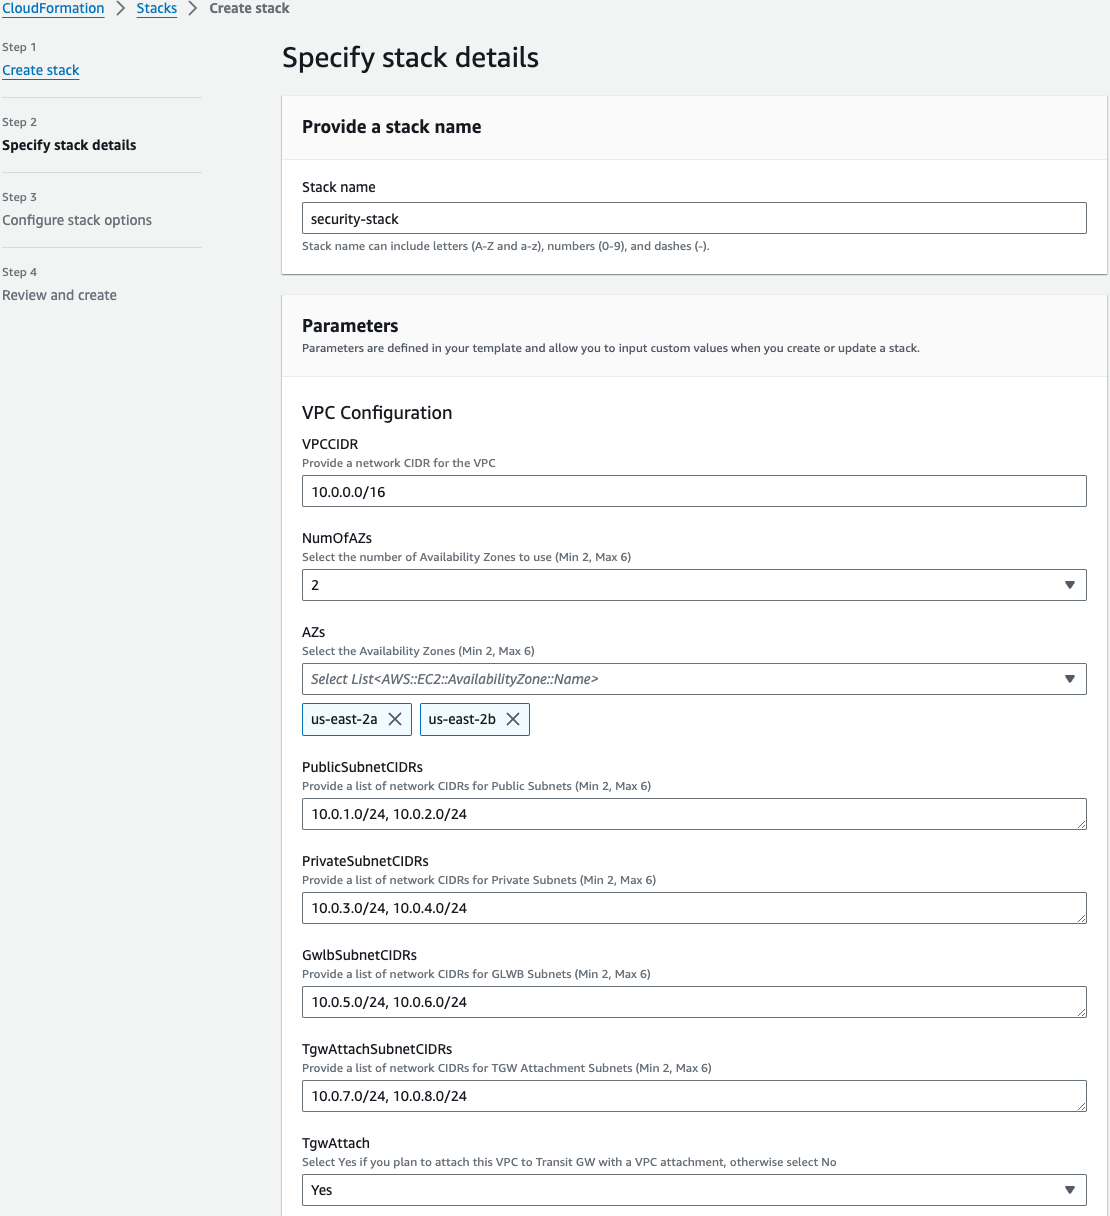 CloudFormation > Stacks > Create stack
Step 1
Create stack
Step 2
Specify stack details
Step 3
Configure stack options
Step 4
Review and create
Specify stack details
Provide a stack name
Stack name
security-stack
Stack name can include letters (A-Z and a-z), numbers (0-9), and dashes (-).
Parameters
Parameters are defined in your template and allow you to input custom values when you create or update a stack.
VPC Configuration
VPCCIDR
Provide a network CIDR for the VPC
10.0.0.0/16
NumOfAZs
Select the number of Availability Zones to use (Min 2, Max 6)
2
AZs
Select the Availability Zones (Min 2, Max 6)
Select List<AWS::EC2::AvailabilityZone::Name>
us-east-2a us-east-2b
PublicSubnetCIDRs
Provide a list of network CIDRs for Public Subnets (Min 2, Max 6)
10.0.1.0/24, 10.0.2.0/24
PrivateSubnetCIDRs
Provide a list of network CIDRs for Private Subnets (Min 2, Max 6)
10.0.3.0/24, 10.0.4.0/24
GwlbSubnetCIDRs
Provide a list of network CIDRs for GLWB Subnets (Min 2, Max 6)
10.0.5.0/24, 10.0.6.0/24
TgwAttachSubnetCIDRs
Provide a list of network CIDRs for TGW Attachment Subnets (Min 2, Max 6)
10.0.7.0/24, 10.0.8.0/24
TgwAttach
Select Yes if you plan to attach this VPC to Transit GW with a VPC attachment, otherwise select No
Yes